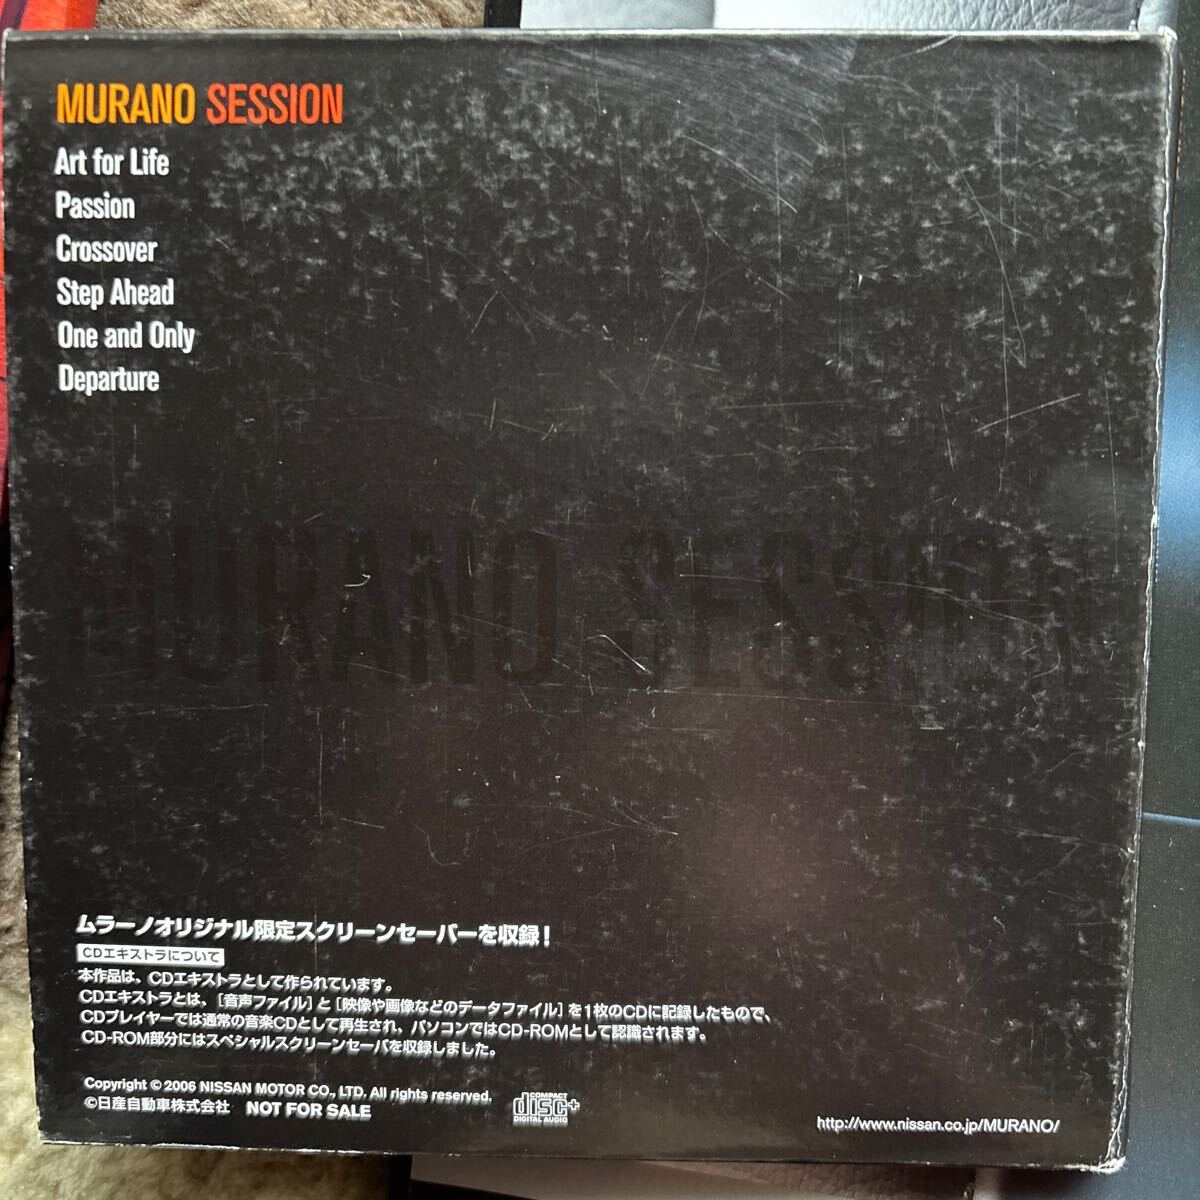 MURANO SESSION
Art for Life
Passion
Crossover
Step Ahead
One and Only
Departure
MURANO SESSION
ムラーノオリジナル限定スクリーンセーバーを収録！
CDエキストラについて
本作品は、CDエキストラとして作られています。
CDエキストラとは、［音声ファイル］と［映像や画像などのデータファイル］を1枚のCDに記録したもので、
CDプレイヤーでは通常の音楽CDとして再生され、パソコンではCD-ROMとして認識されます。
CD-ROM部分にはスペシャルスクリーンセーバを収録しました。
Copyright © 2006 NISSAN MOTOR CO., LTD. All rights reserved.
©日産自動車株式会社 NOT FOR SALE
COMPACT
disc+
DIGITAL AUDIO
http://www.nissan.co.jp/MURANO/